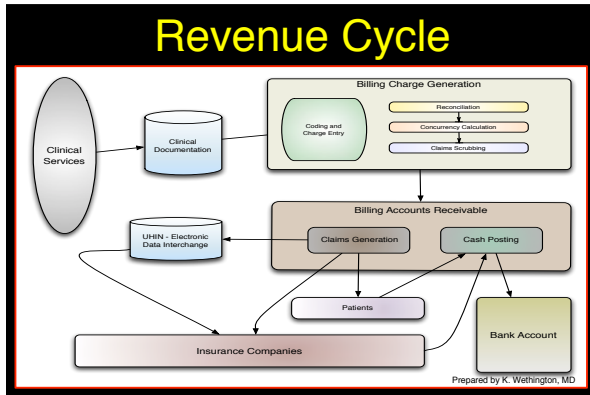 Revenue Cycle
Billing Charge Generation
Clinical
Services
Clinical
Documentation
Coding and
Charge Entry
Reconciliation
Concurrency Calculation
Claims Scrubbing
Billing Accounts Receivable
UHIN - Electronic
Data Interchange
Claims Generation
Cash Posting
Patients
Insurance Companies
Bank Account
Prepared by K. Wethington, MD